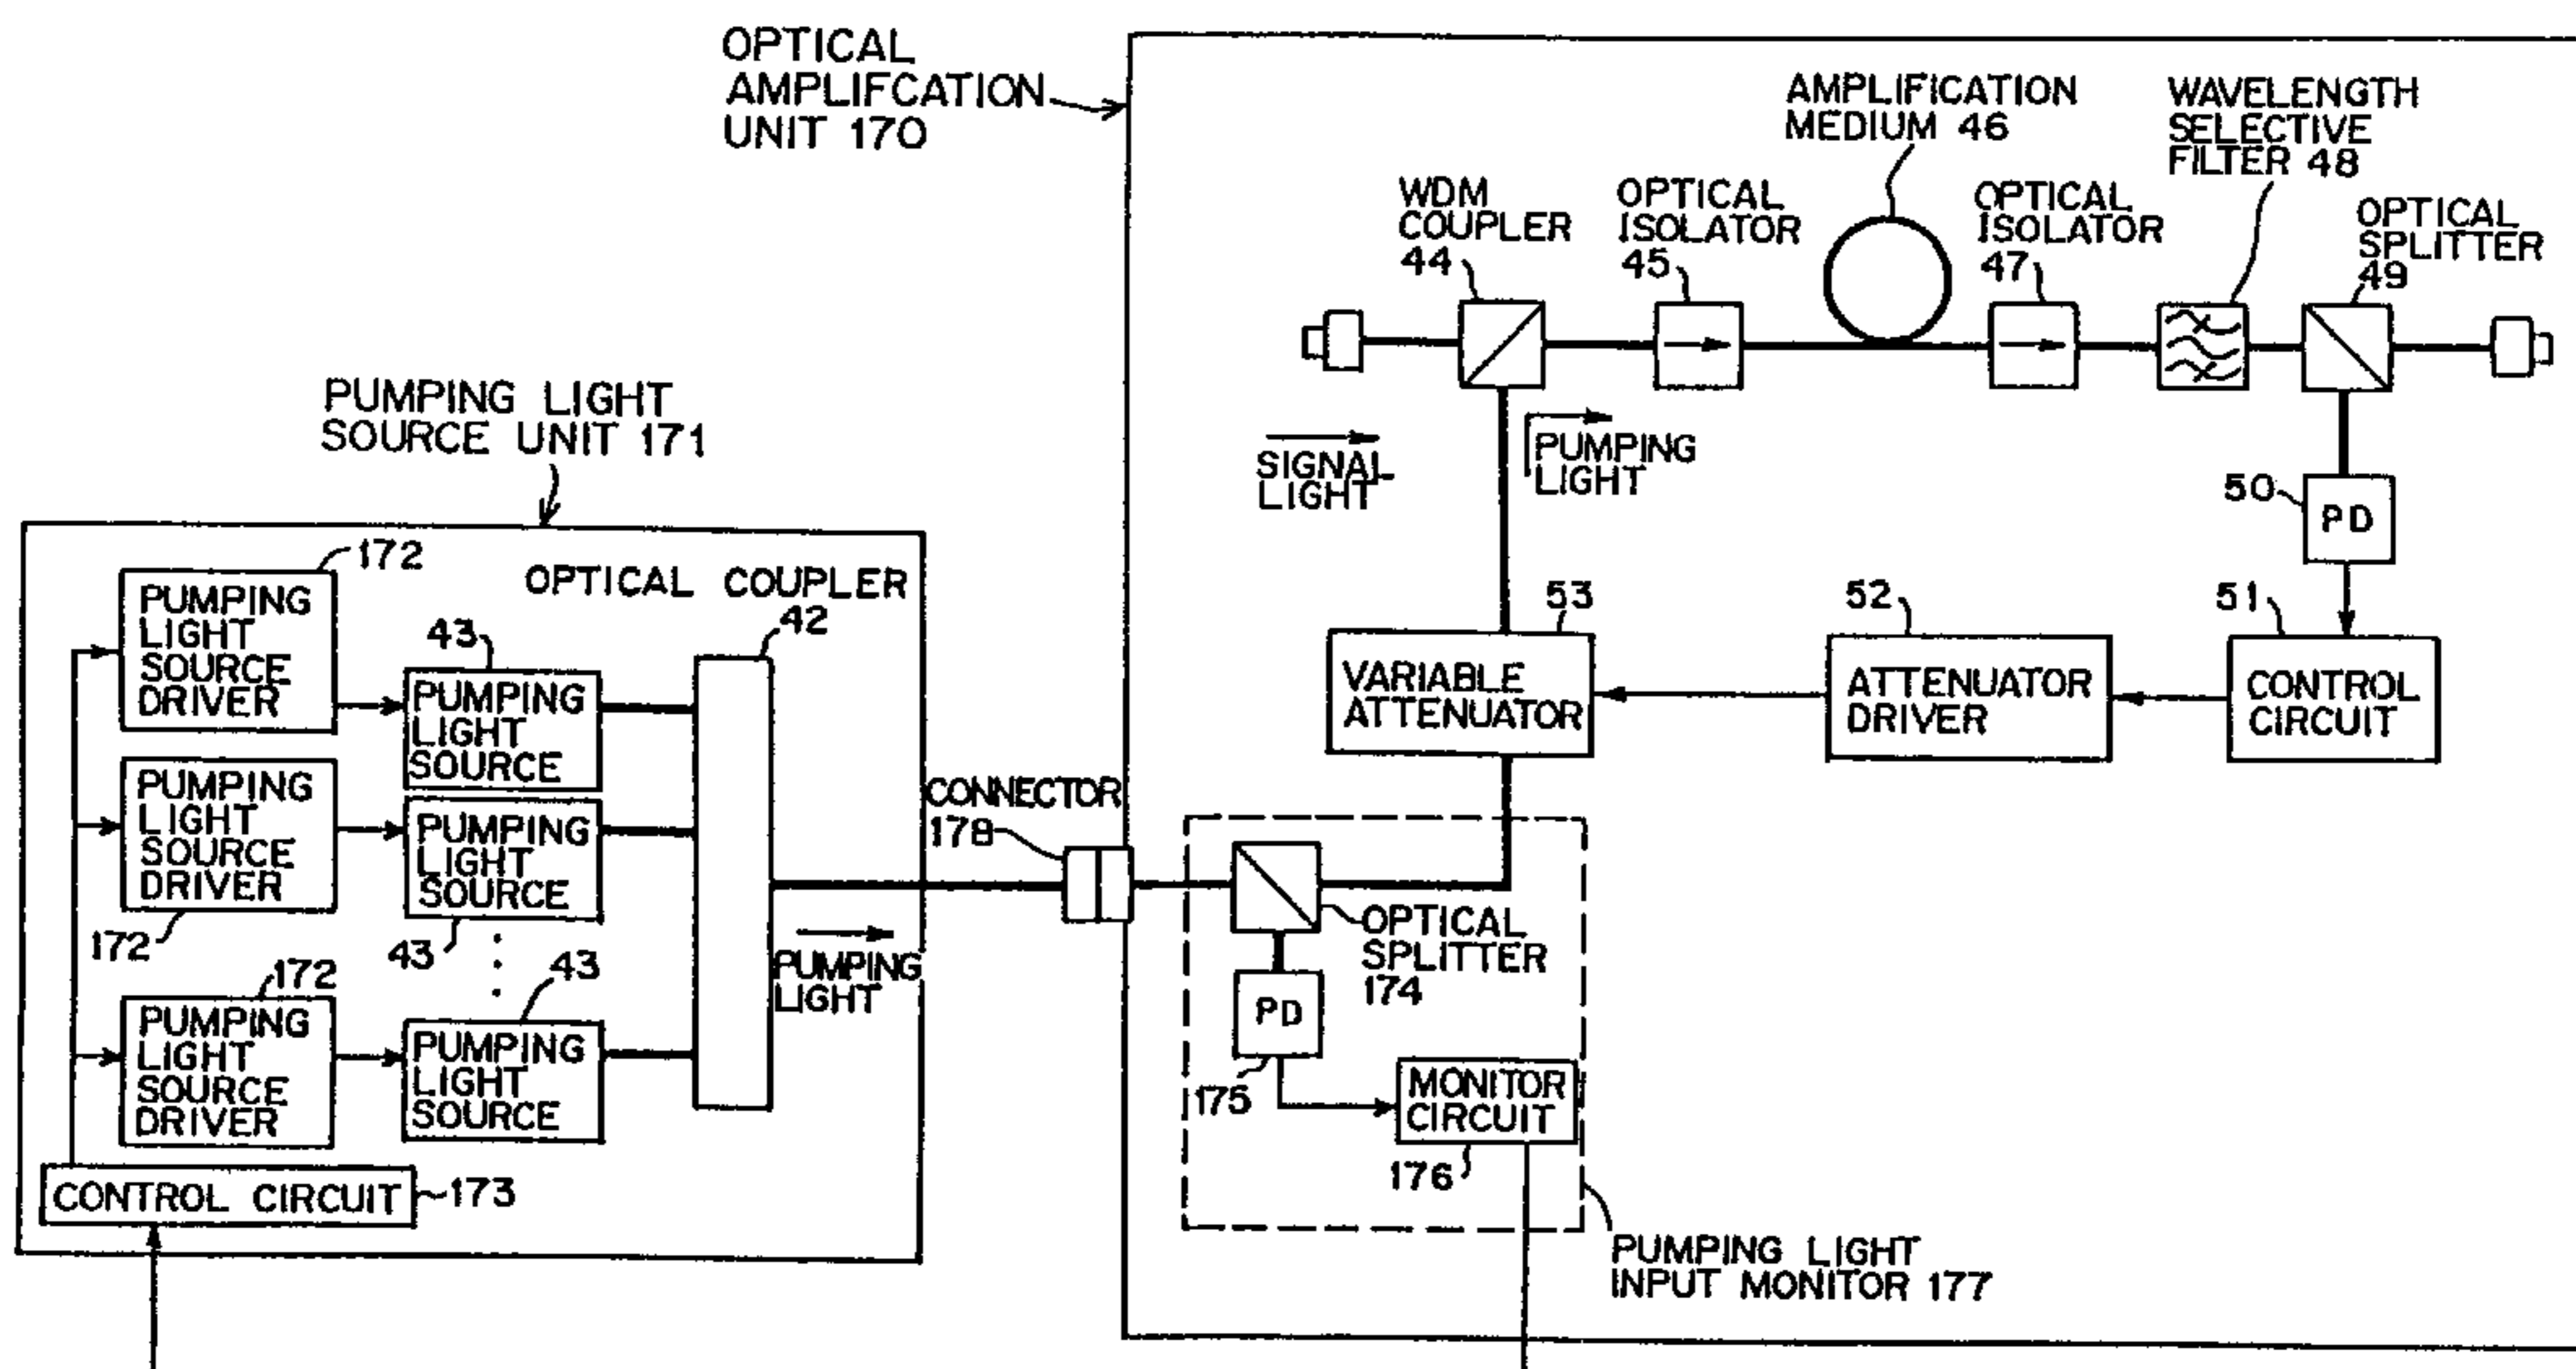 OPTICAL
AMPLIFCATION
UNIT 170
AMPLIFICATION
MEDIUM 46
WAVELENGTH
SELECTIVE
FILTER 48
WDM
COUPLER
44
OPTICAL
ISOLATOR
45
OPTICAL
ISOLATOR
47
OPTICAL
SPLITTER
49
SIGNAL
LIGHT
PUMPING
LIGHT
50
PD
53
VARIABLE
ATTENUATOR
52
ATTENUATOR
DRIVER
51
CONTROL
CIRCUIT
PUMPING LIGHT
SOURCE UNIT 171
172
PUMPING
LIGHT
SOURCE
DRIVER
OPTICAL COUPLER
42
43
PUMPING
LIGHT
SOURCE
PUMPING
LIGHT
SOURCE
DRIVER
172
PUMPING
LIGHT
SOURCE
43
172
PUMPING
LIGHT
SOURCE
DRIVER
43
PUMPING
LIGHT
SOURCE
PUMPING
LIGHT
CONTROL CIRCUIT
173
CONNECTOR
178
OPTICAL
SPLITTER
174
PD
175
MONITOR
CIRCUIT
176
PUMPING LIGHT
INPUT MONITOR 177